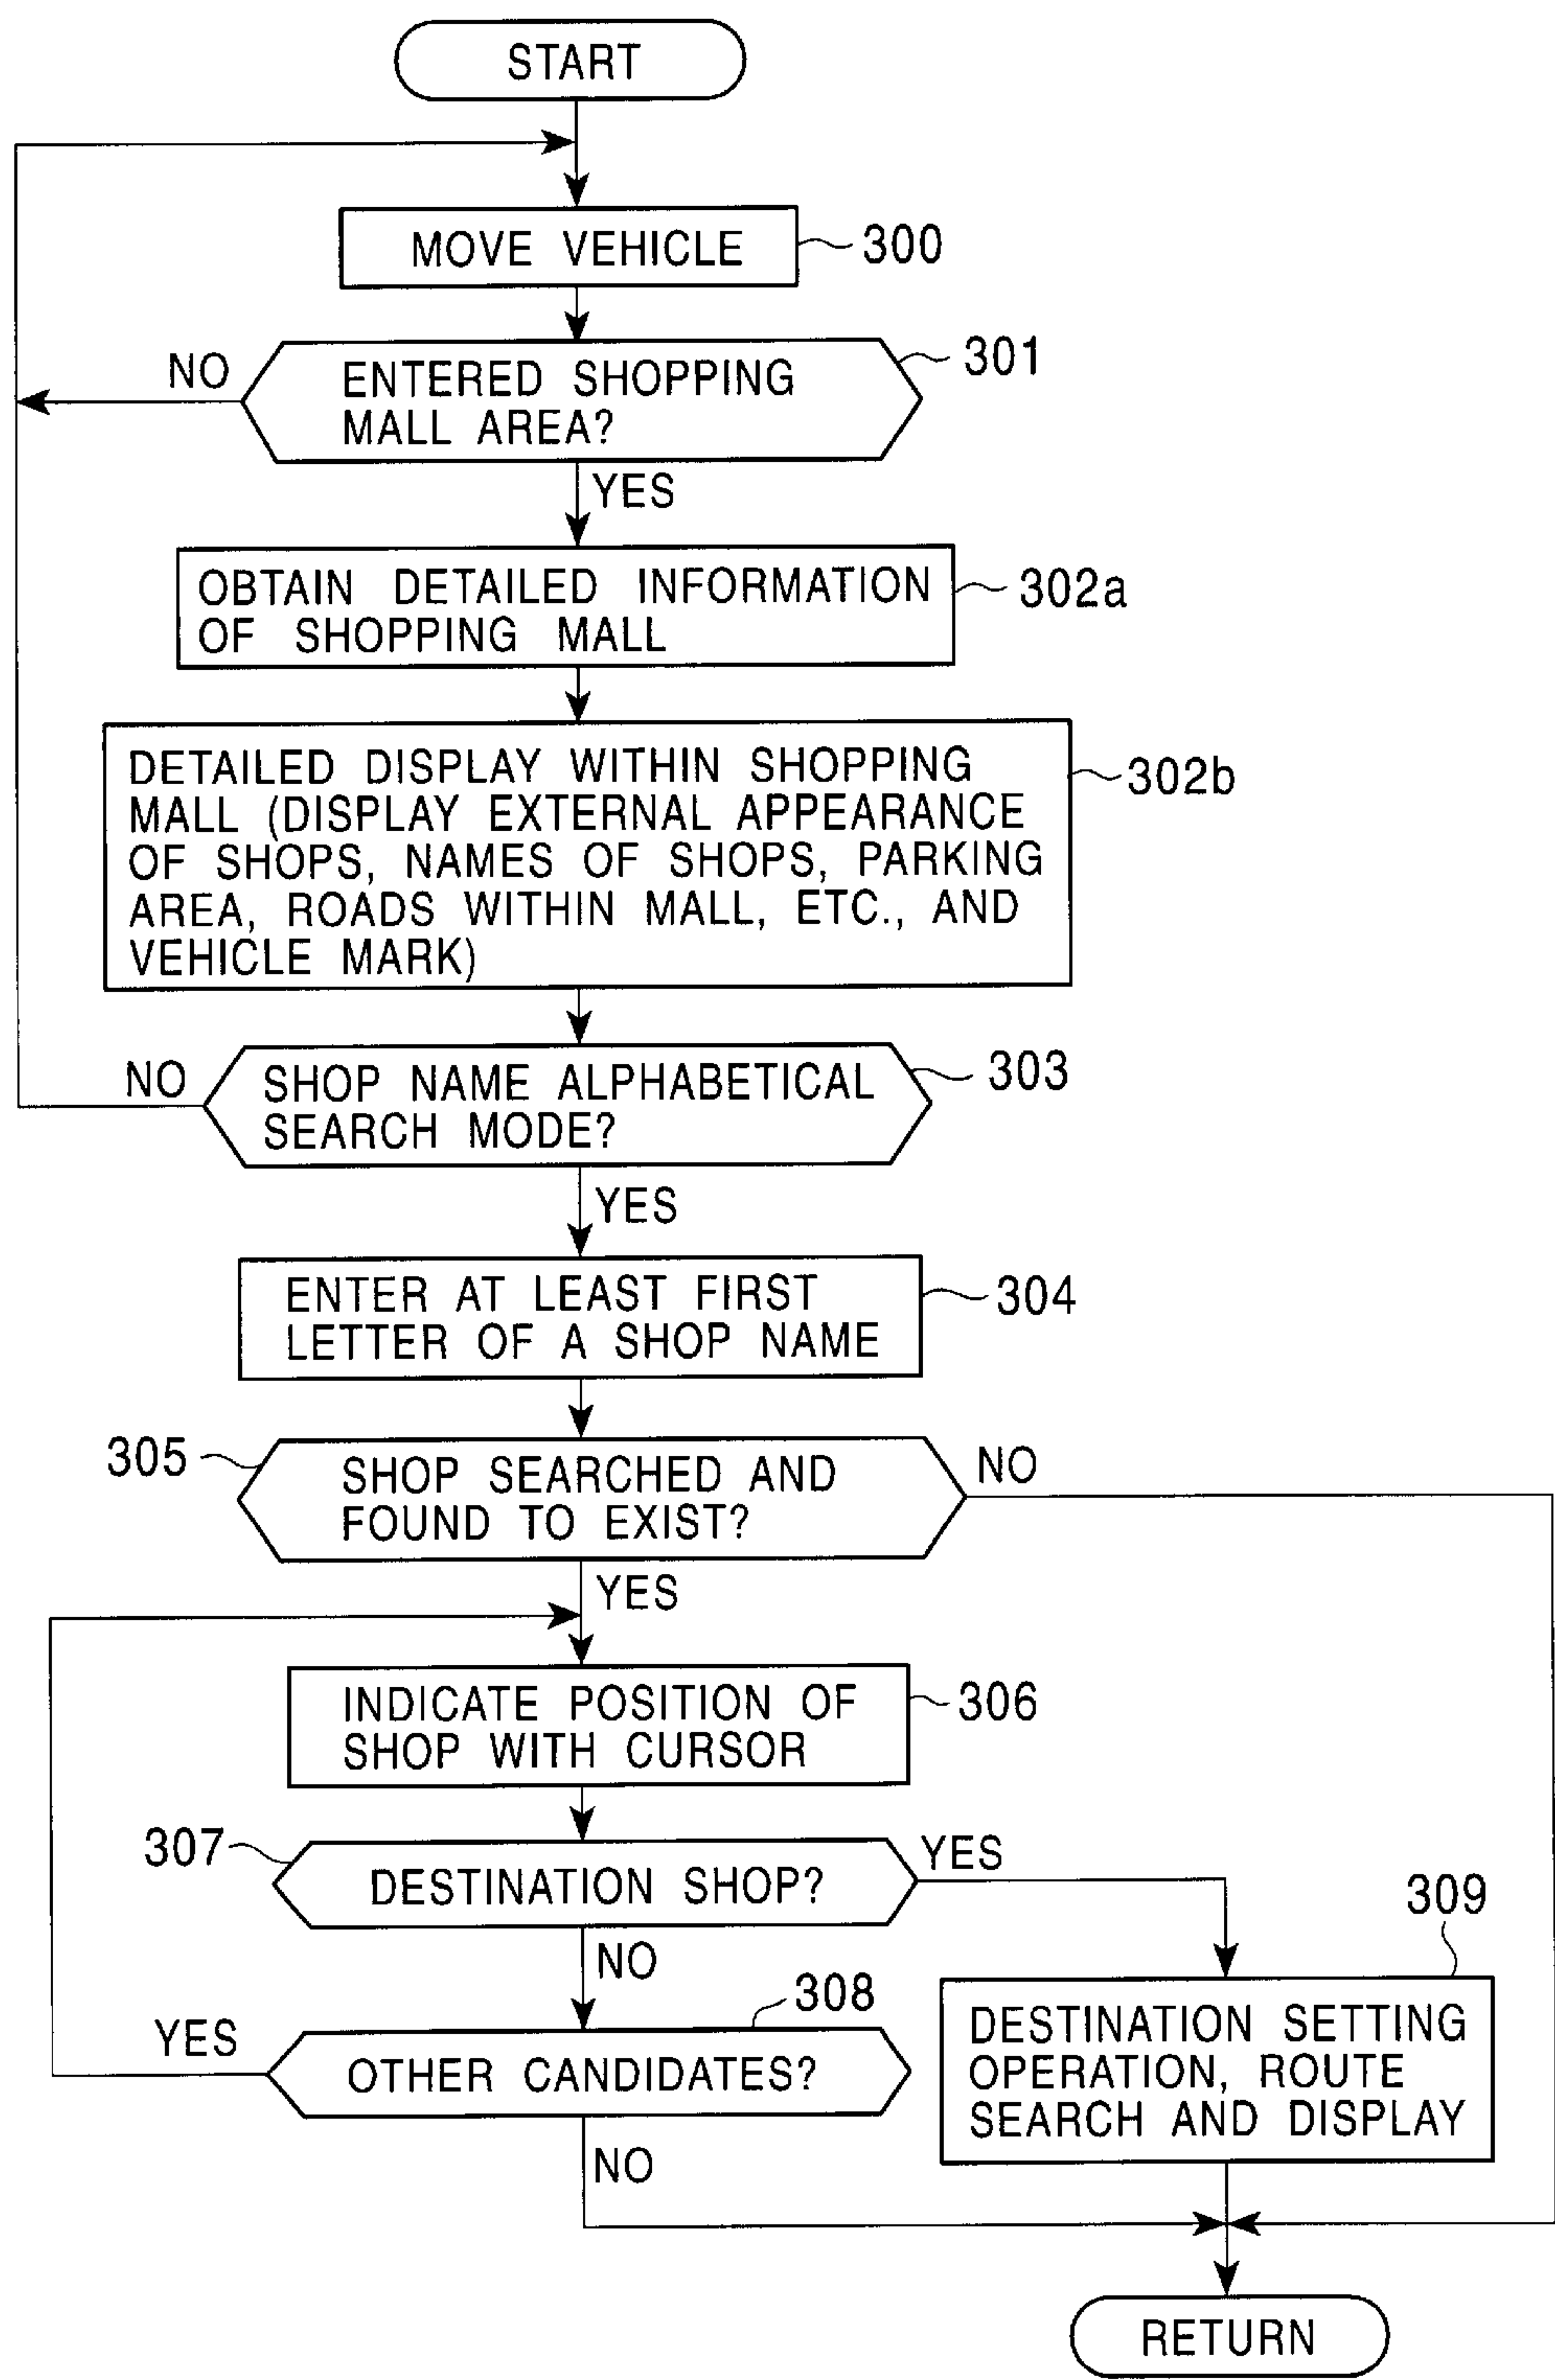 START
MOVE VEHICLE
300
NO
ENTERED SHOPPING
MALL AREA?
301
YES
OBTAIN DETAILED INFORMATION
OF SHOPPING MALL
302a
DETAILED DISPLAY WITHIN SHOPPING
MALL (DISPLAY EXTERNAL APPEARANCE
OF SHOPS, NAMES OF SHOPS, PARKING
AREA, ROADS WITHIN MALL, ETC., AND
VEHICLE MARK)
302b
NO
SHOP NAME ALPHABETICAL
SEARCH MODE?
303
YES
ENTER AT LEAST FIRST
LETTER OF A SHOP NAME
304
305
SHOP SEARCHED AND
FOUND TO EXIST?
NO
YES
INDICATE POSITION OF
SHOP WITH CURSOR
306
307
DESTINATION SHOP?
YES
NO
308
309
YES
OTHER CANDIDATES?
DESTINATION SETTING
OPERATION, ROUTE
SEARCH AND DISPLAY
NO
RETURN